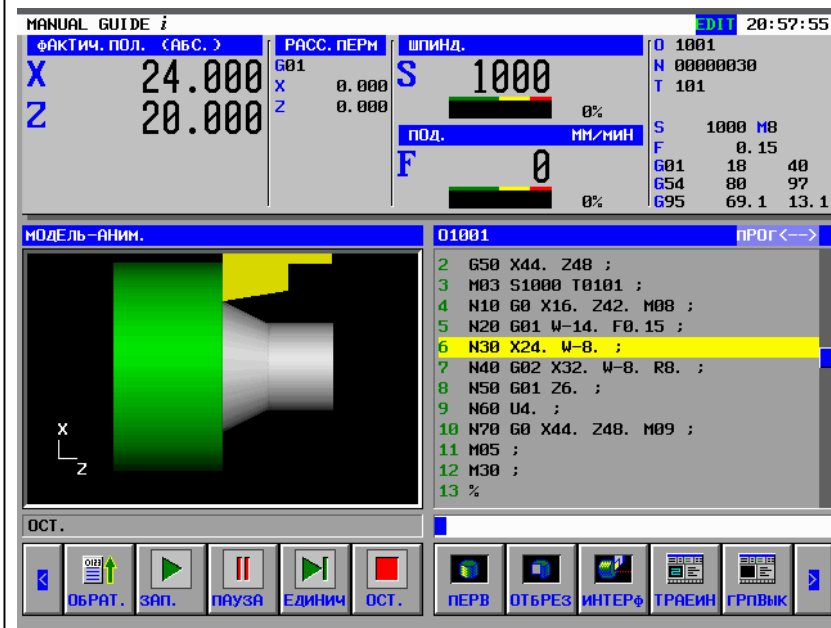 MANUAL GUIDE i EDIT 20:57:55
ФАКТИЧ. ПОЛ. (АБС.)
X 24.000
Z 20.000
РАСС. ПЕРМ
G01
X 0.000
Z 0.000
ШПИНД.
S 1000
0%
ПОД. ММ/МИН
F 0
0%
O 1001
N 00000030
T 101
S 1000 M8
F 0.15
G01 18 40
G54 80 97
G95 69.1 13.1
МОДЕЛЬ-АНИМ.
X
Z
ОСТ.
O1001 ПРОГ<-->
2 G50 X44. Z48 ;
3 M03 S1000 T0101 ;
4 N10 G0 X16. Z42. M08 ;
5 N20 G01 W-14. F0.15 ;
6 N30 X24. W-8. ;
7 N40 G02 X32. W-8. R8. ;
8 N50 G01 Z6. ;
9 N60 U4. ;
10 N70 G0 X44. Z48. M09 ;
11 M05 ;
12 M30 ;
13 %
< ОБРАТ. ЗАП. ПАУЗА ЕДИНИЧ ОСТ.
ПЕРВ ОТБРЕЗ ИНТЕРФ ТРАЕИН ГРПВЫК >